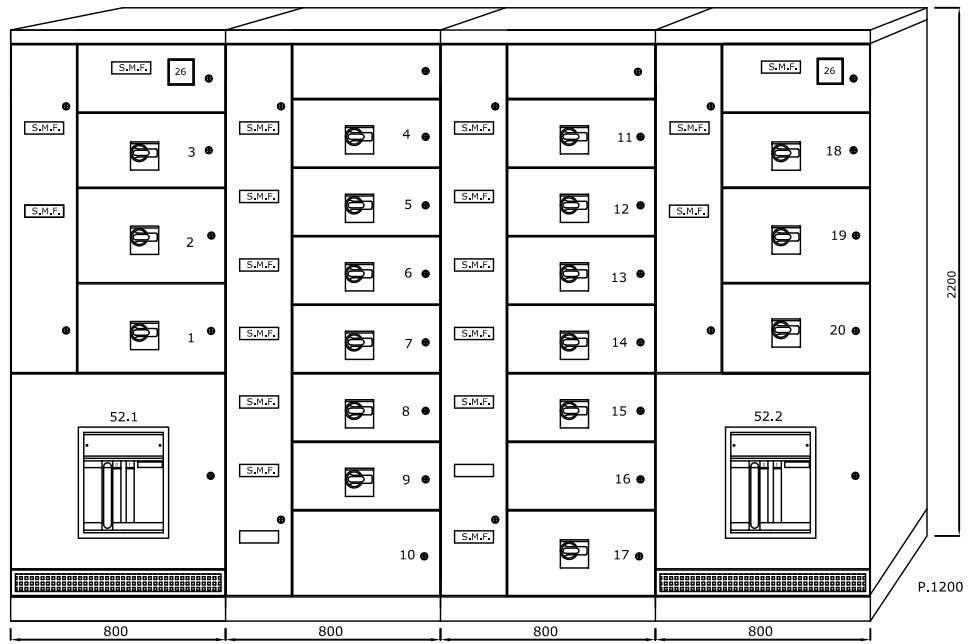 S.M.F. 26 S.M.F. 26
S.M.F. 4 S.M.F. 11 S.M.F.
S.M.F. 3 18
S.M.F. 5 S.M.F. 12
S.M.F. S.M.F.
2 19
S.M.F. 6 S.M.F. 13
2200
S.M.F. 7 S.M.F. 14
1 20
S.M.F. 8 S.M.F. 15
52.1 52.2
S.M.F. 9 16
10 S.M.F. 17
P.1200
800 800 800 800